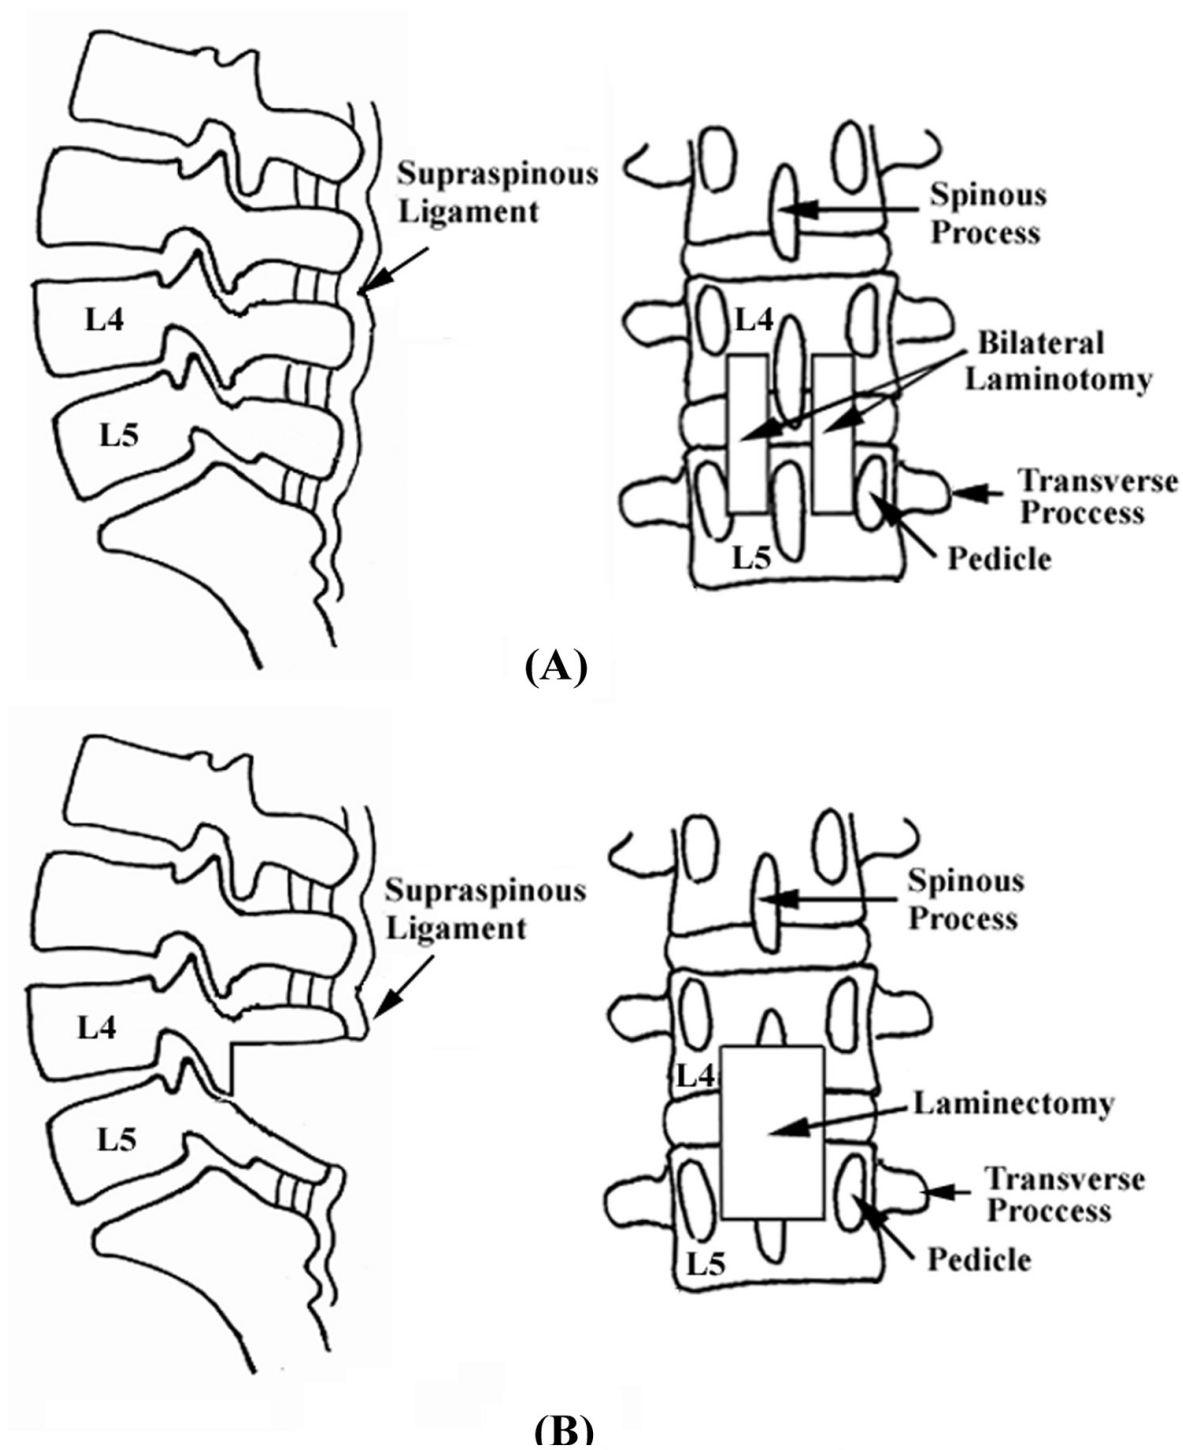 Supraspinous
Ligament
L4
L5
Spinous
Process
L4
Bilateral
Laminotomy
Transverse
Proccess
Pedicle
L5
(A)
Supraspinous
Ligament
L4
L5
Spinous
Process
L4
Laminectomy
Transverse
Proccess
Pedicle
L5
(B)